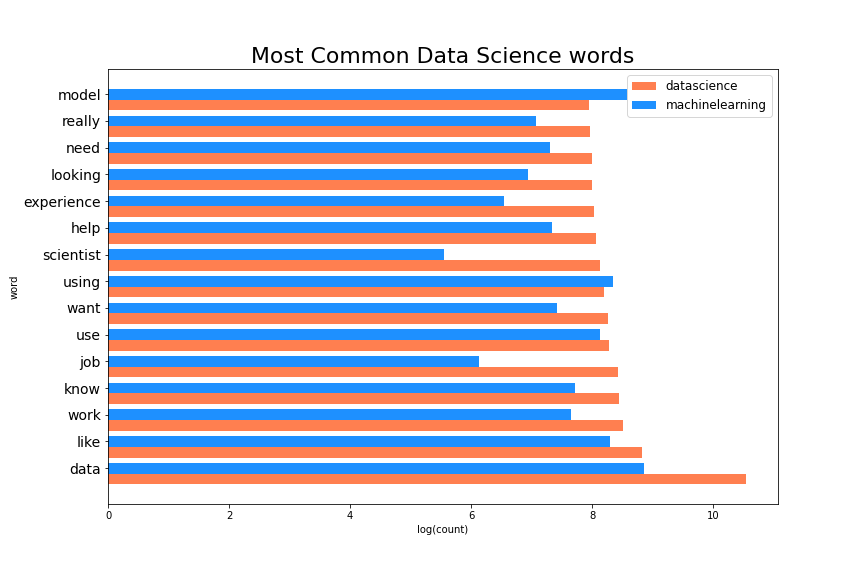 Most Common Data Science words
datascience
machinelearning
model
really
need
looking
experience
help
scientist
using
want
use
job
know
work
like
data
word
0 2 4 6 8 10
log(count)